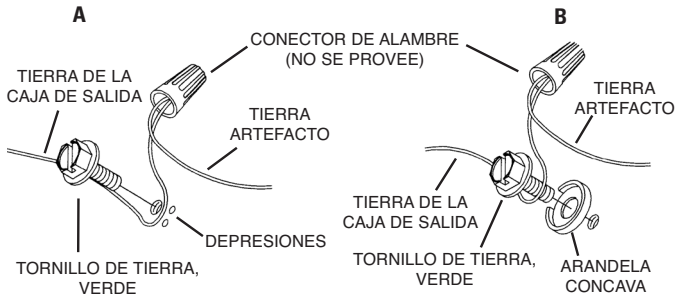 A
B
CONECTOR DE ALAMBRE
(NO SE PROVEE)
TIERRA DE LA
CAJA DE SALIDA
TIERRA
ARTEFACTO
TIERRA
ARTEFACTO
TIERRA DE LA
CAJA DE SALIDA
DEPRESIONES
TORNILLO DE TIERRA,
VERDE
TORNILLO DE TIERRA,
VERDE
ARANDELA
CONCAVA